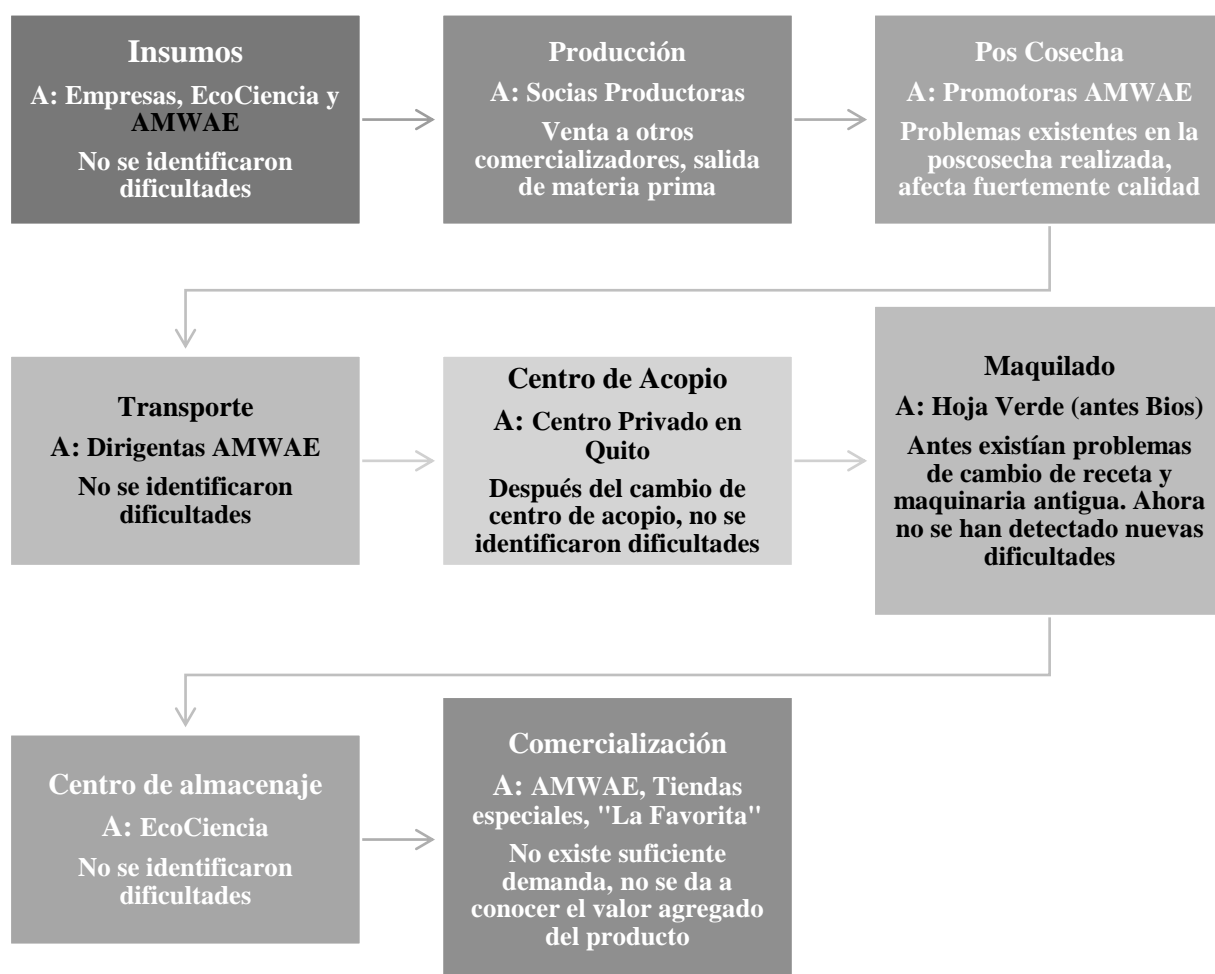 Insumos
A: Empresas, EcoCiencia y
AMWAE
No se identificaron
dificultades
Producción
A: Socias Productoras
Venta a otros
comercializadores, salida
de materia prima
Pos Cosecha
A: Promotoras AMWAE
Problemas existentes en la
poscosecha realizada,
afecta fuertemente calidad
Transporte
A: Dirigentas AMWAE
No se identificaron
dificultades
Centro de Acopio
A: Centro Privado en
Quito
Después del cambio de
centro de acopio, no se
identificaron dificultades
Maquilado
A: Hoja Verde (antes Bios)
Antes existían problemas
de cambio de receta y
maquinaria antigua. Ahora
no se han detectado nuevas
dificultades
Centro de almacenaje
A: EcoCiencia
No se identificaron
dificultades
Comercialización
A: AMWAE, Tiendas
especiales, "La Favorita"
No existe suficiente
demanda, no se da a
conocer el valor agregado
del producto